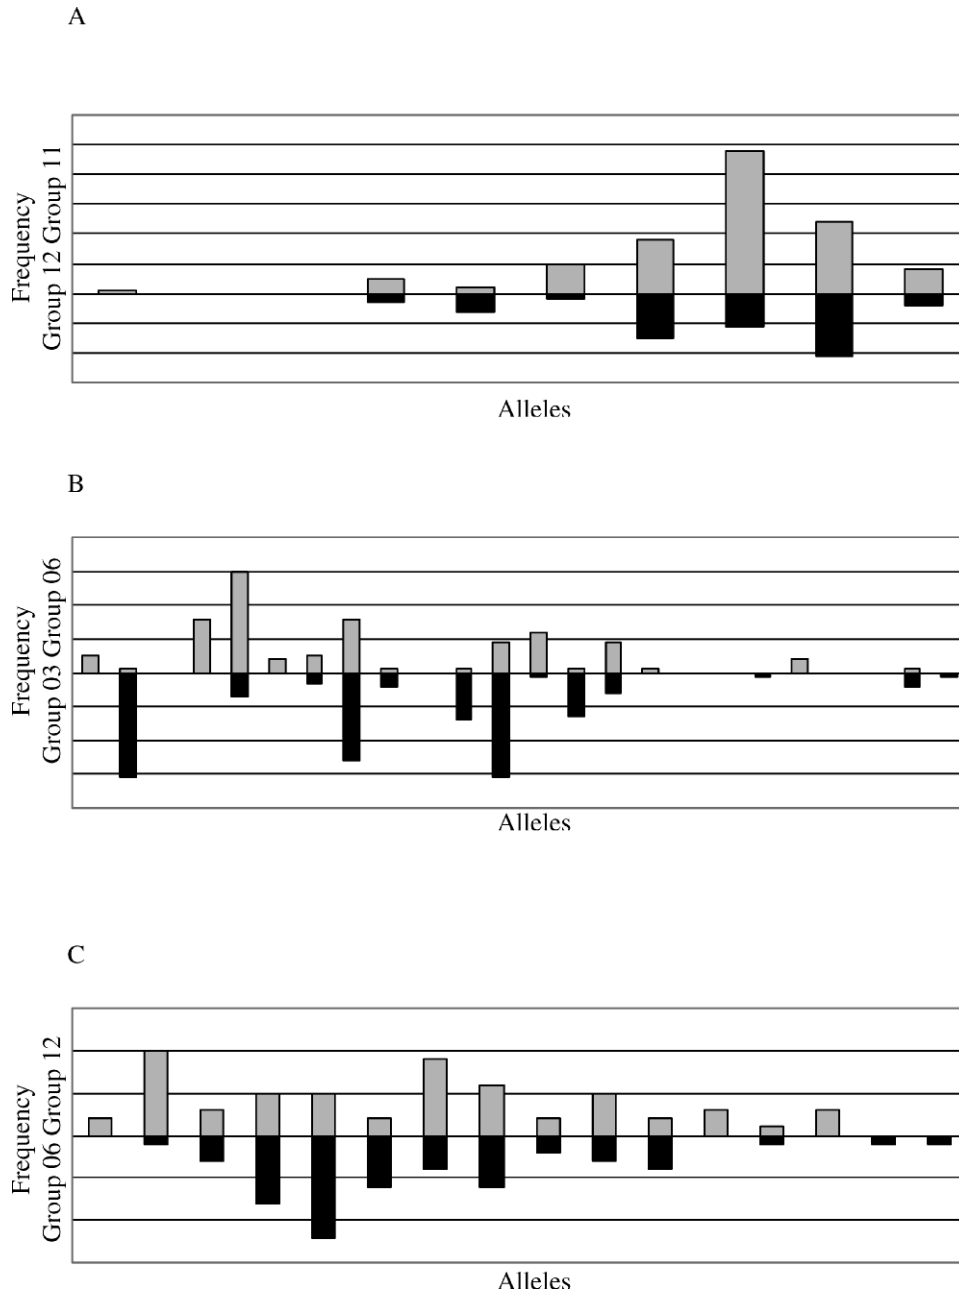 A
Frequency
Group 12 Group 11
Alleles
B
Frequency
Group 03 Group 06
Alleles
C
Frequency
Group 06 Group 12
Alleles